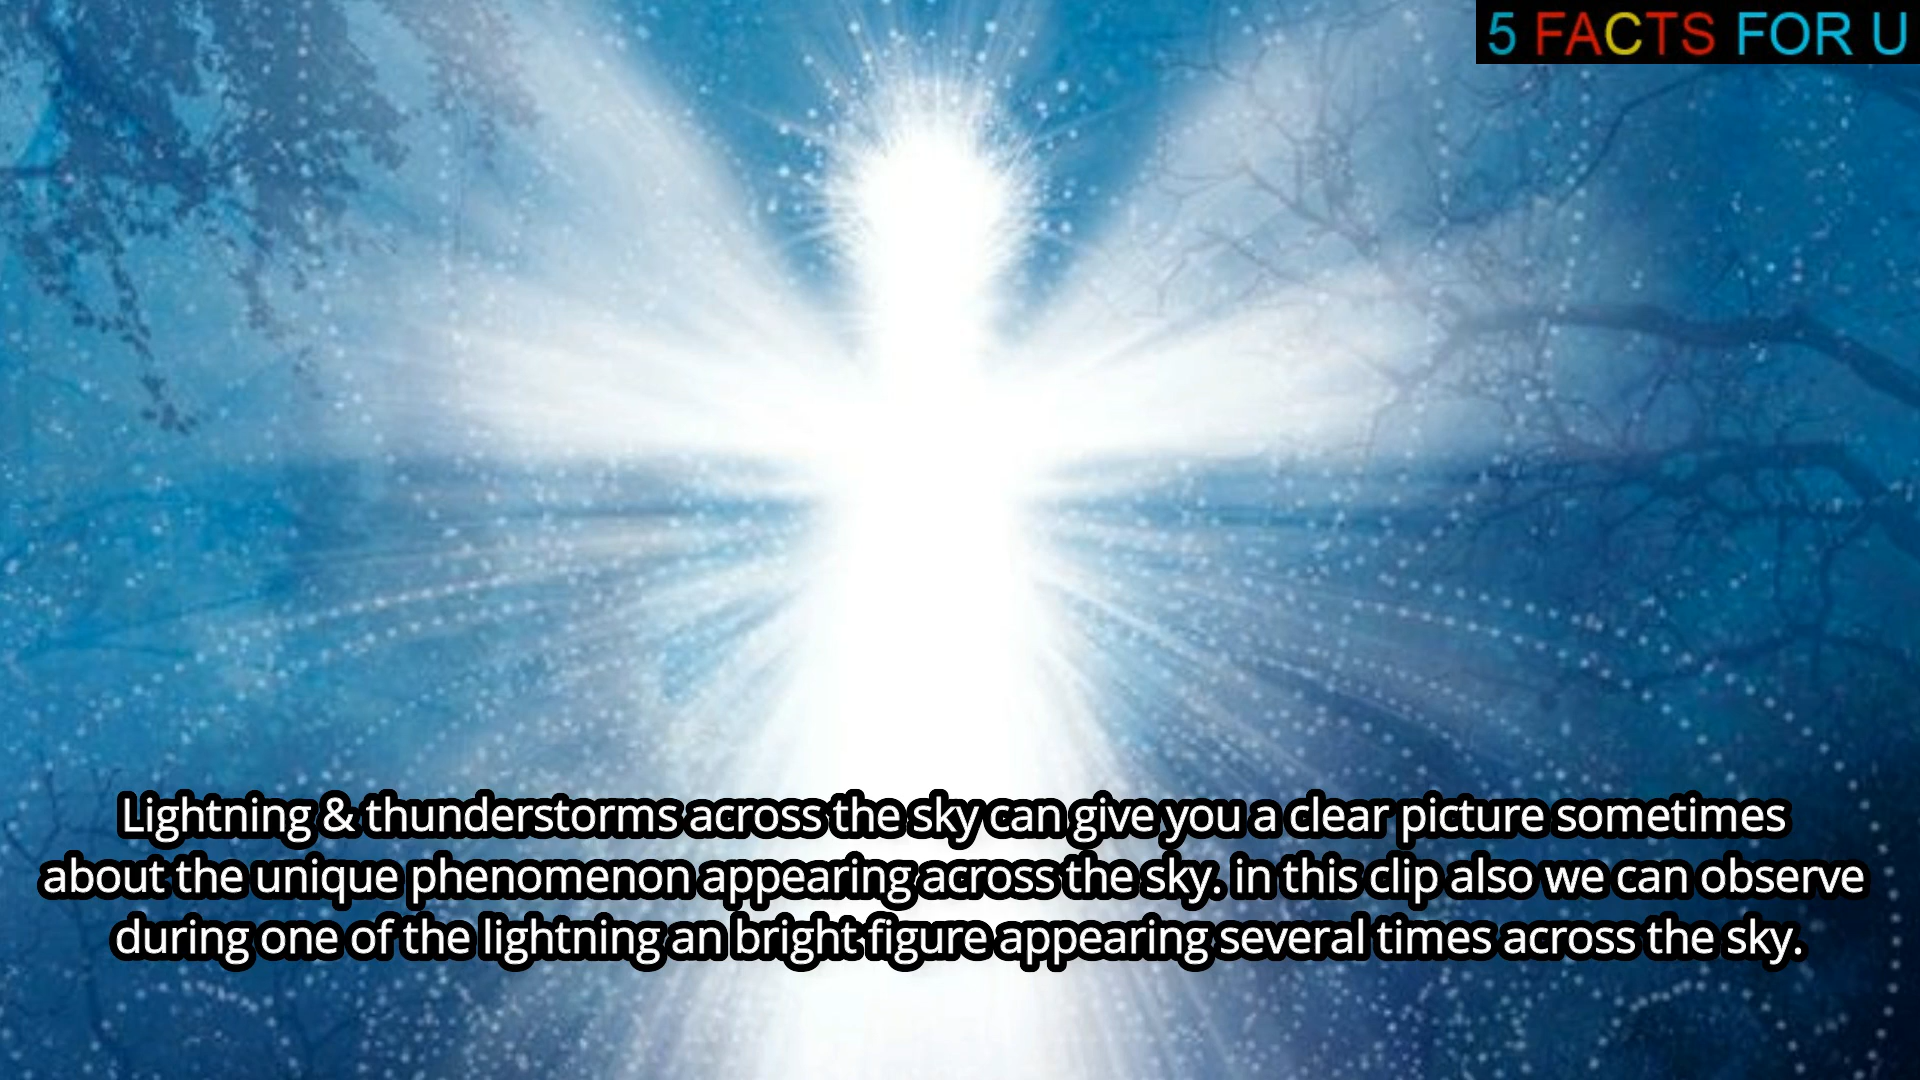 5 FACTS FOR U
Lightning & thunderstorms across the sky can give you a clear picture sometimes
about the unique phenomenon appearing across the sky. in this clip also we can observe
during one of the lightning an bright figure appearing several times across the sky.